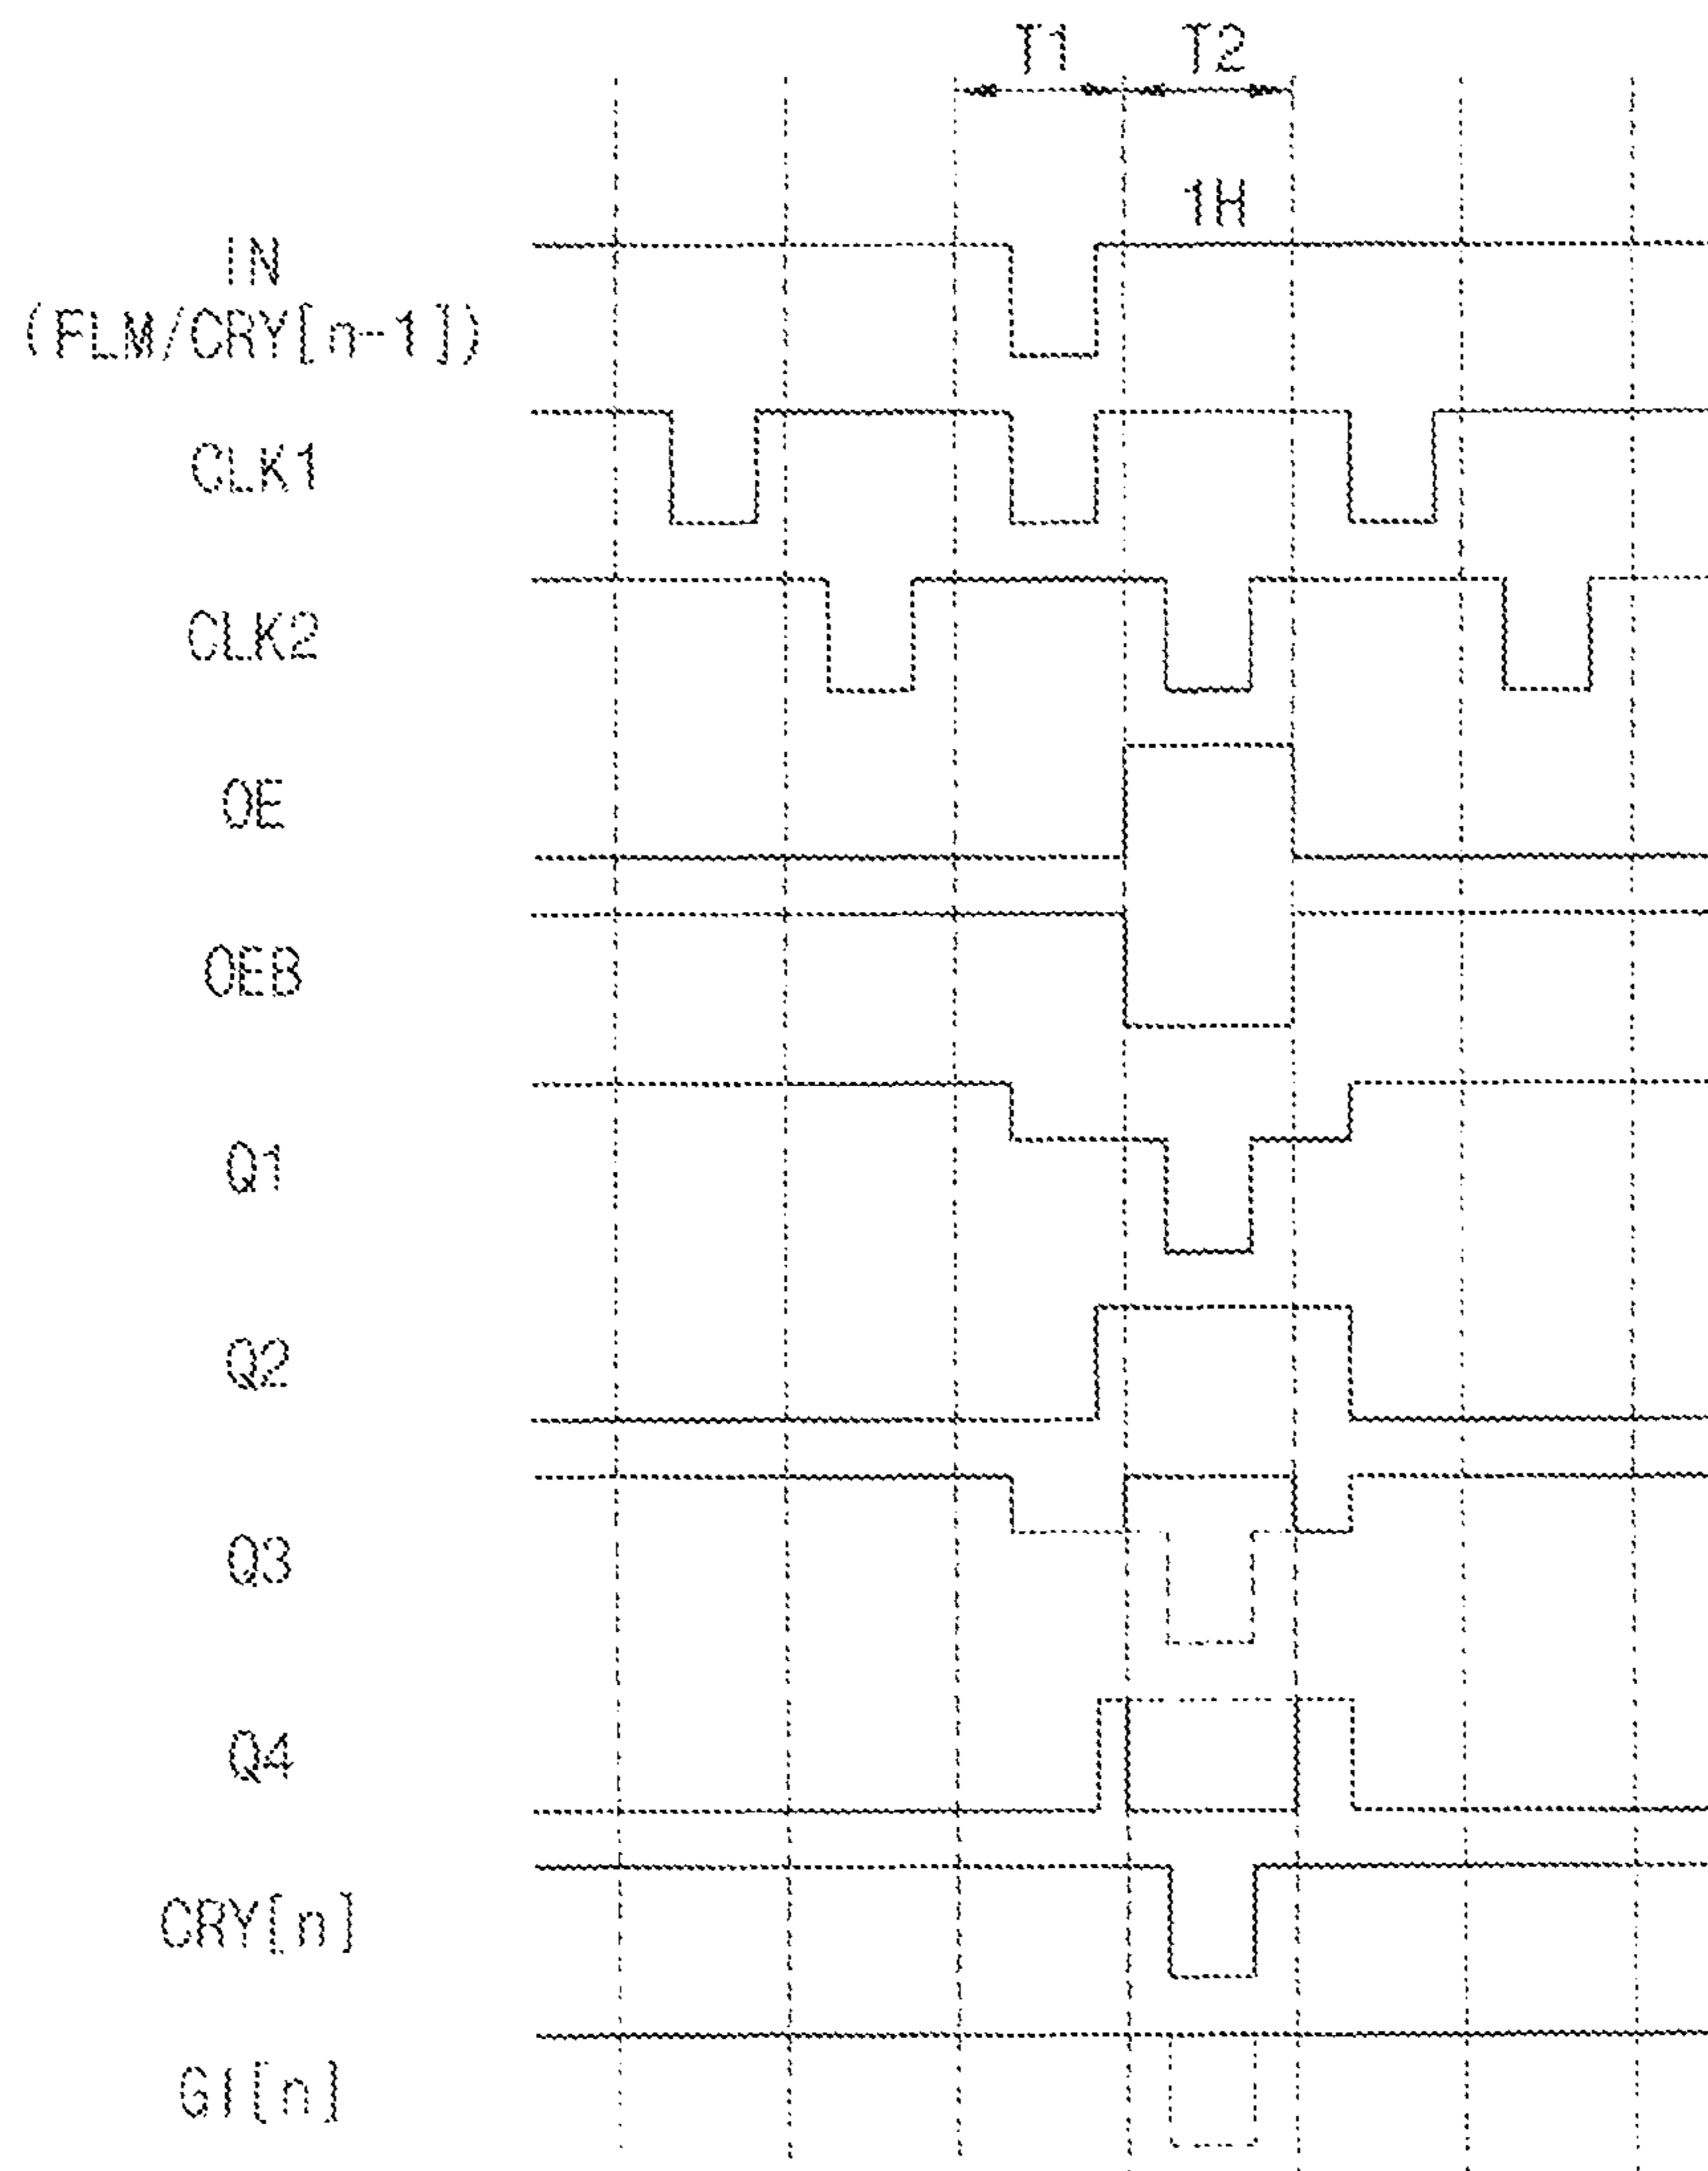 T1 T2
1H
IN
(FLM/CRY[n-1])
CLK1
CLK2
OE
OEB
Q1
Q2
Q3
Q4
CRY[n]
GI[n]